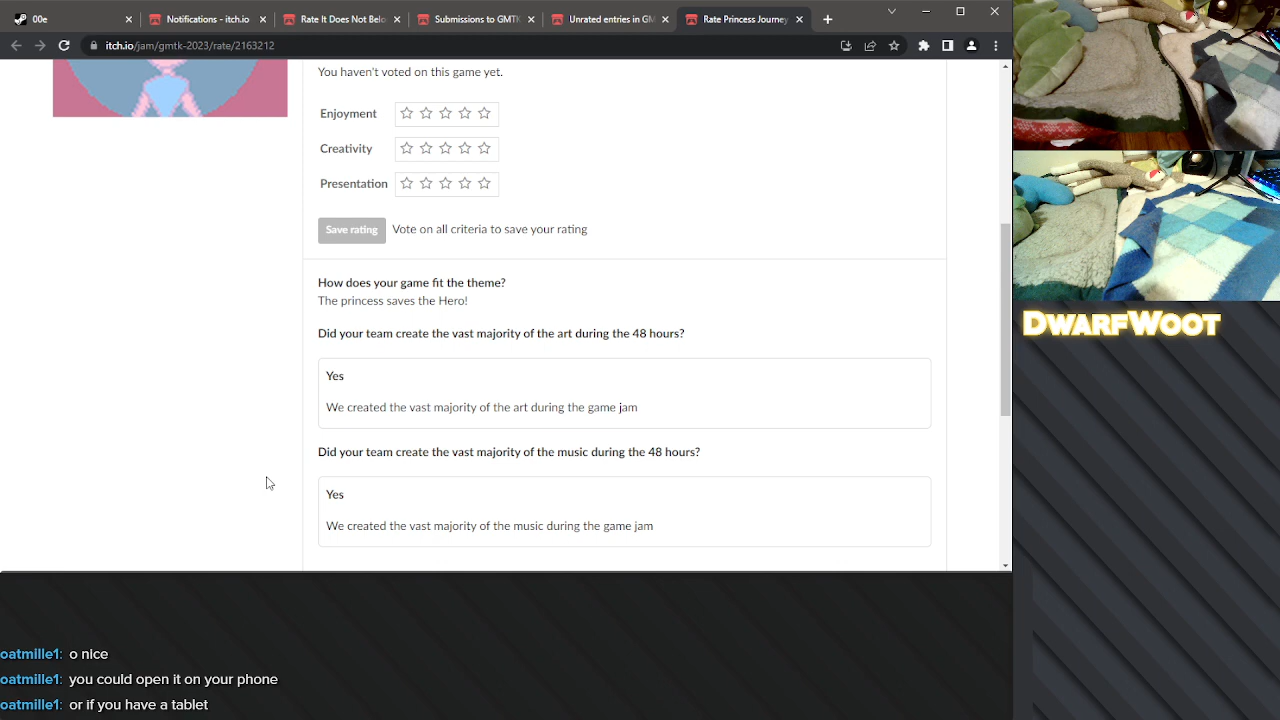 00e
Notifications - itch.io
Rate It Does Not Belo
Submissions to GMTK
Unrated entries in GM
Rate Princess Journey
itch.io/jam/gmtk-2023/rate/2163212
You haven't voted on this game yet.
Enjoyment
Creativity
Presentation
Save rating Vote on all criteria to save your rating
How does your game fit the theme?
The princess saves the Hero!
Did your team create the vast majority of the art during the 48 hours?
Yes
We created the vast majority of the art during the game jam
Did your team create the vast majority of the music during the 48 hours?
Yes
We created the vast majority of the music during the game jam
DwarfWoot
oatmille1: o nice
oatmille1: you could open it on your phone
oatmille1: or if you have a tablet